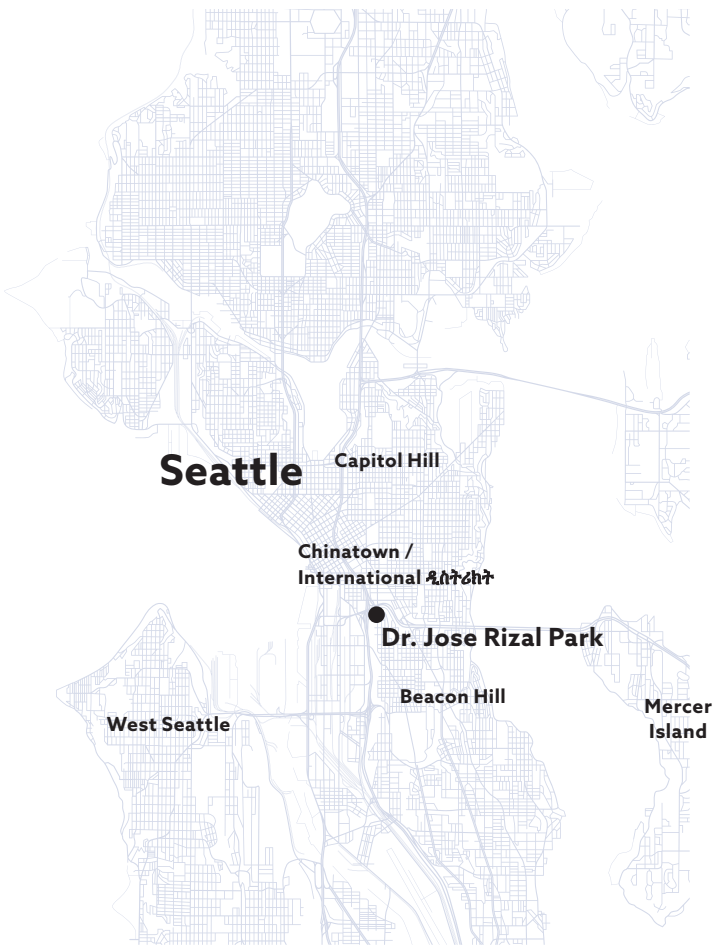 Seattle
Capitol Hill
Chinatown /
International ዲስትሪክት
Dr. Jose Rizal Park
Beacon Hill
West Seattle
Mercer
Island